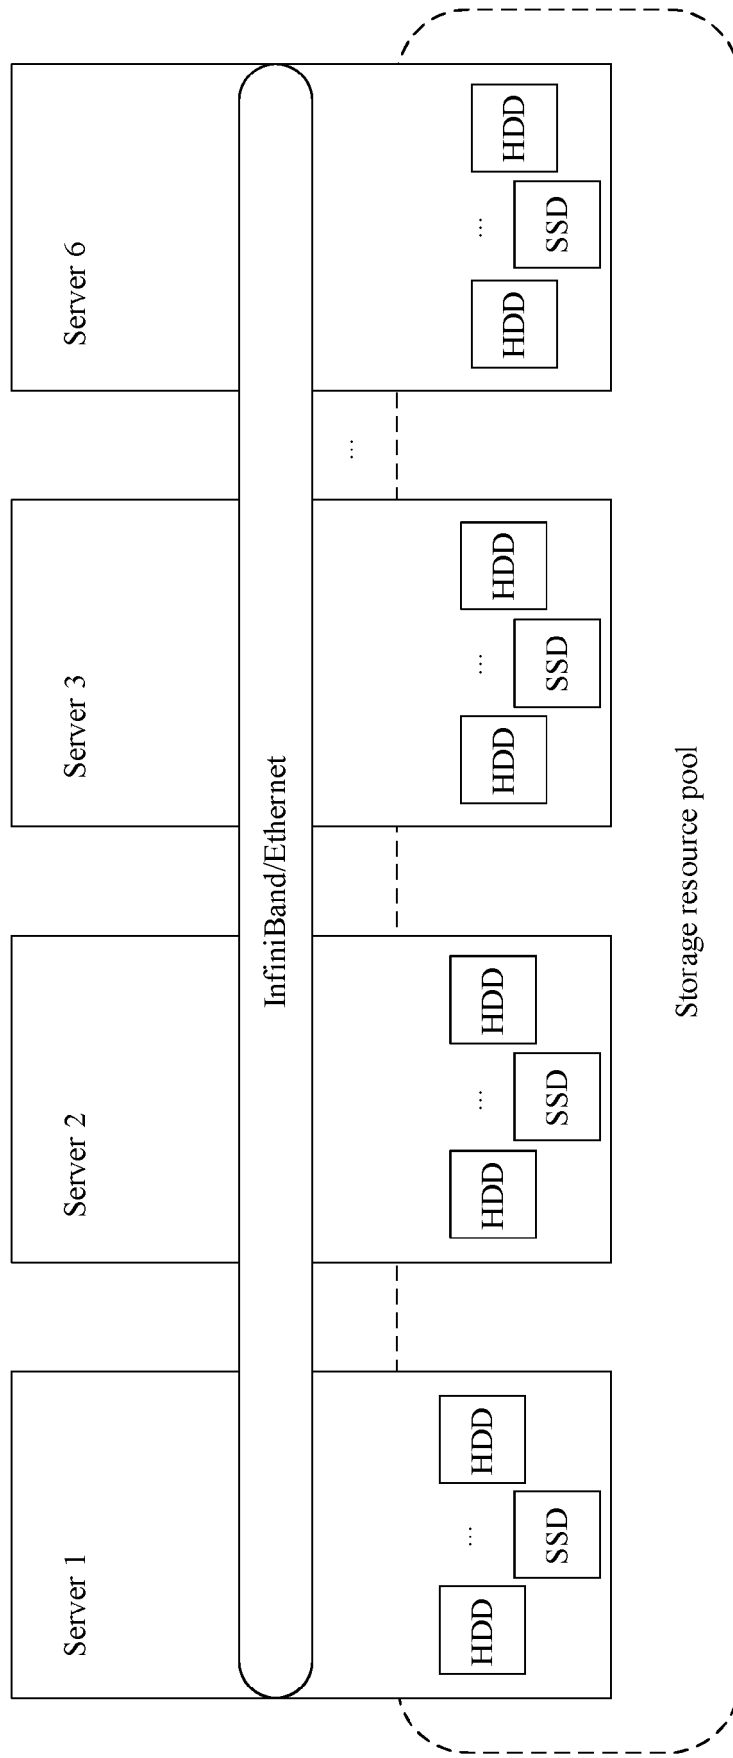 Server 1
Server 2
Server 3
Server 6
InfiniBand/Ethernet
...
HDD
...
HDD
SSD
HDD
...
HDD
SSD
HDD
...
HDD
SSD
HDD
...
HDD
SSD
Storage resource pool